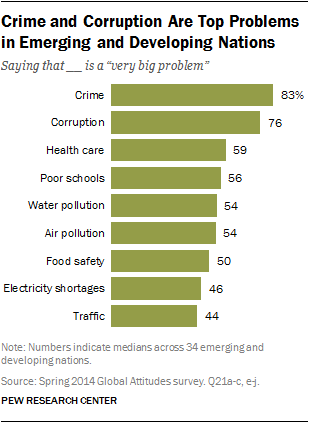 Crime and Corruption Are Top Problems
in Emerging and Developing Nations
Saying that __ is a “very big problem”
Crime 83%
Corruption 76
Health care 59
Poor schools 56
Water pollution 54
Air pollution 54
Food safety 50
Electricity shortages 46
Traffic 44
Note: Numbers indicate medians across 34 emerging and
developing nations.
Source: Spring 2014 Global Attitudes survey. Q21a-c, e-j.
PEW RESEARCH CENTER